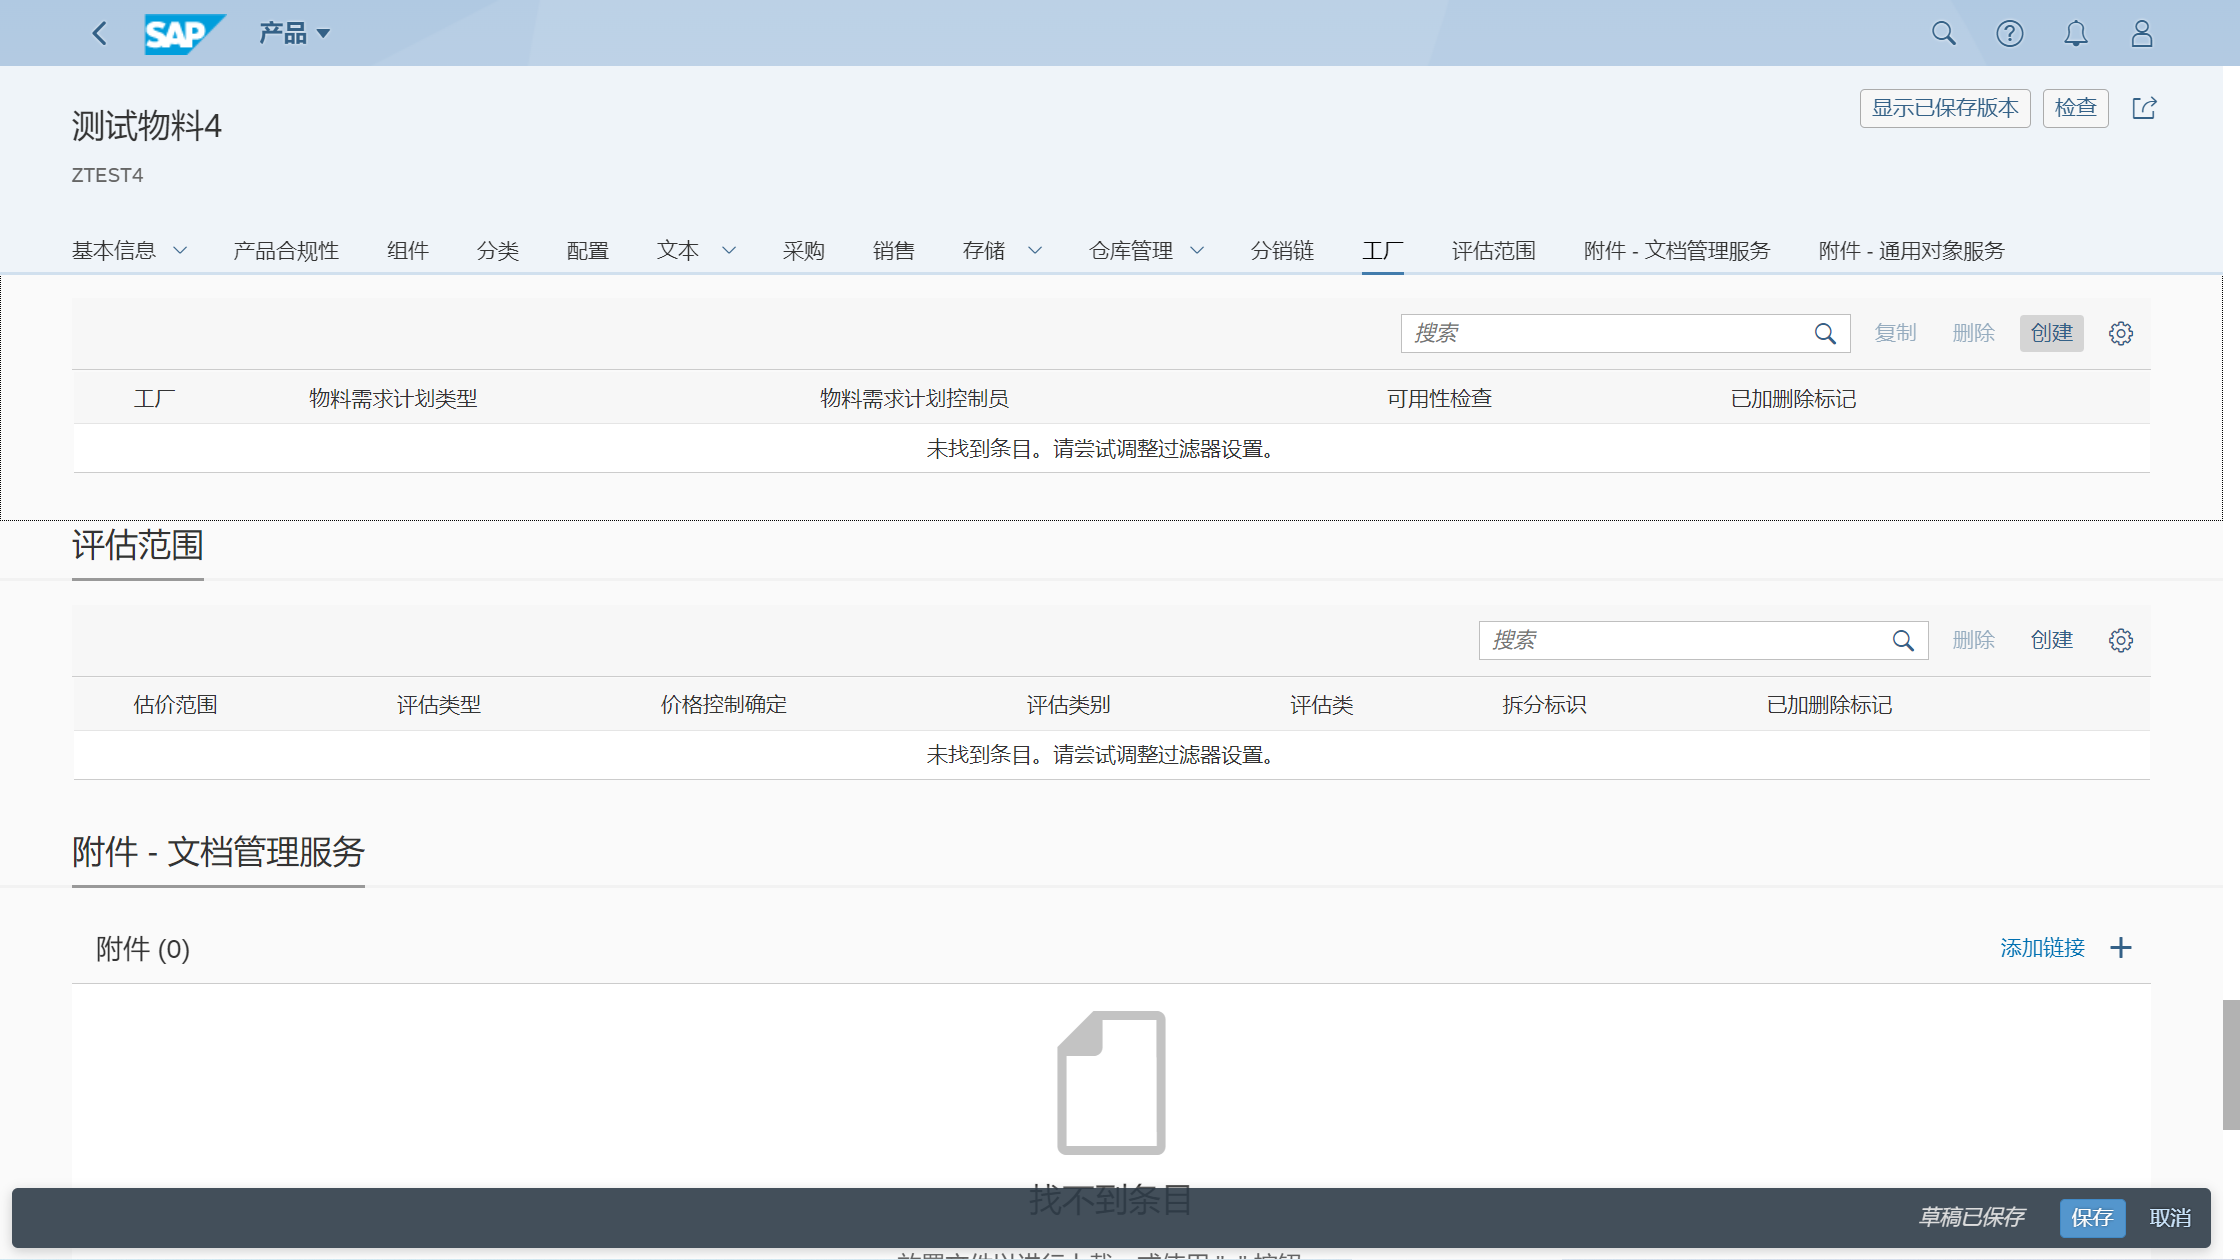 SAP 产品
测试物料4
显示已保存版本 检查
ZTEST4
基本信息 产品合规性 组件 分类 配置 文本 采购 销售 存储 仓库管理 分销链 工厂 评估范围 附件 - 文档管理服务 附件 - 通用对象服务
搜索 复制 删除 创建
工厂 物料需求计划类型 物料需求计划控制员 可用性检查 已加删除标记
未找到条目。请尝试调整过滤器设置。
评估范围
搜索 删除 创建
估价范围 评估类型 价格控制确定 评估类别 评估类 拆分标识 已加删除标记
未找到条目。请尝试调整过滤器设置。
附件 - 文档管理服务
附件 (0) 添加链接
找不到条目
草稿已保存 保存 取消